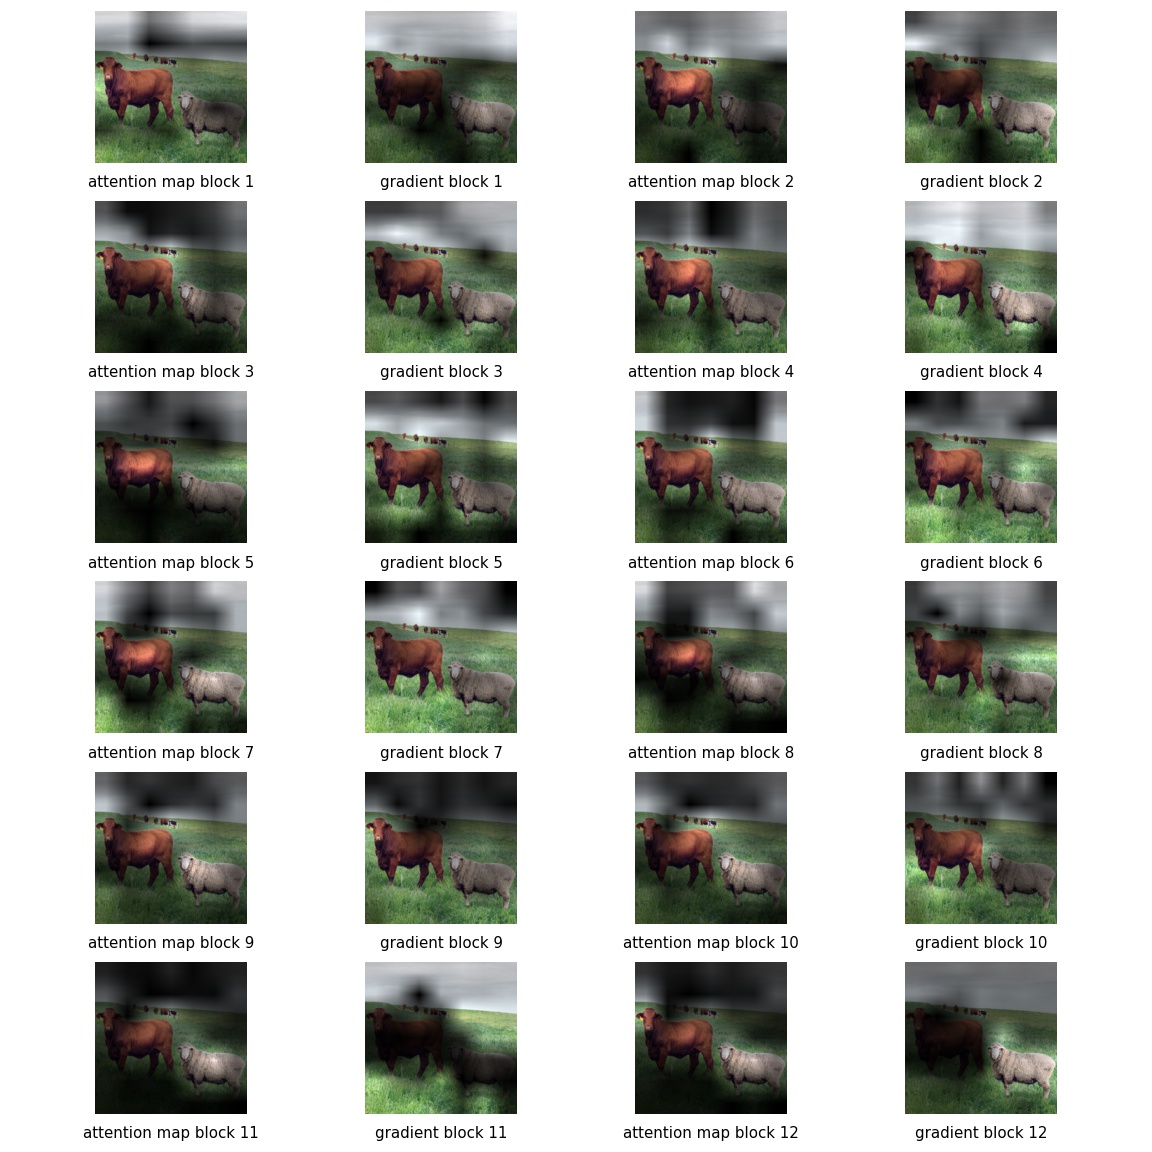 attention map block 1
gradient block 1
attention map block 2
gradient block 2
attention map block 3
gradient block 3
attention map block 4
gradient block 4
attention map block 5
gradient block 5
attention map block 6
gradient block 6
attention map block 7
gradient block 7
attention map block 8
gradient block 8
attention map block 9
gradient block 9
attention map block 10
gradient block 10
attention map block 11
gradient block 11
attention map block 12
gradient block 12